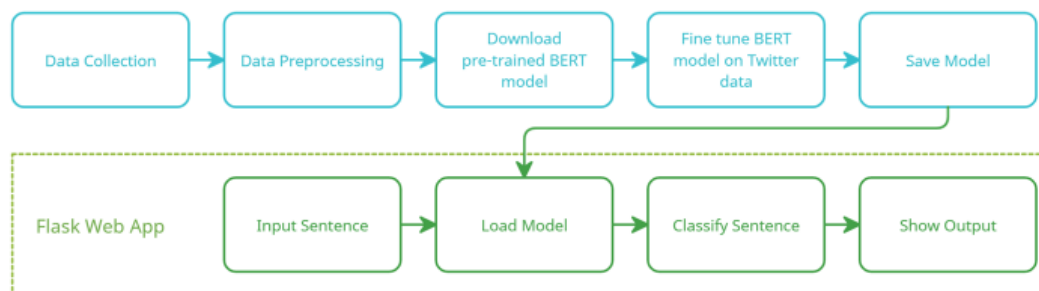 Data Collection
Data Preprocessing
Download
pre-trained BERT
model
Fine tune BERT
model on Twitter
data
Save Model
Flask Web App
Input Sentence
Load Model
Classify Sentence
Show Output